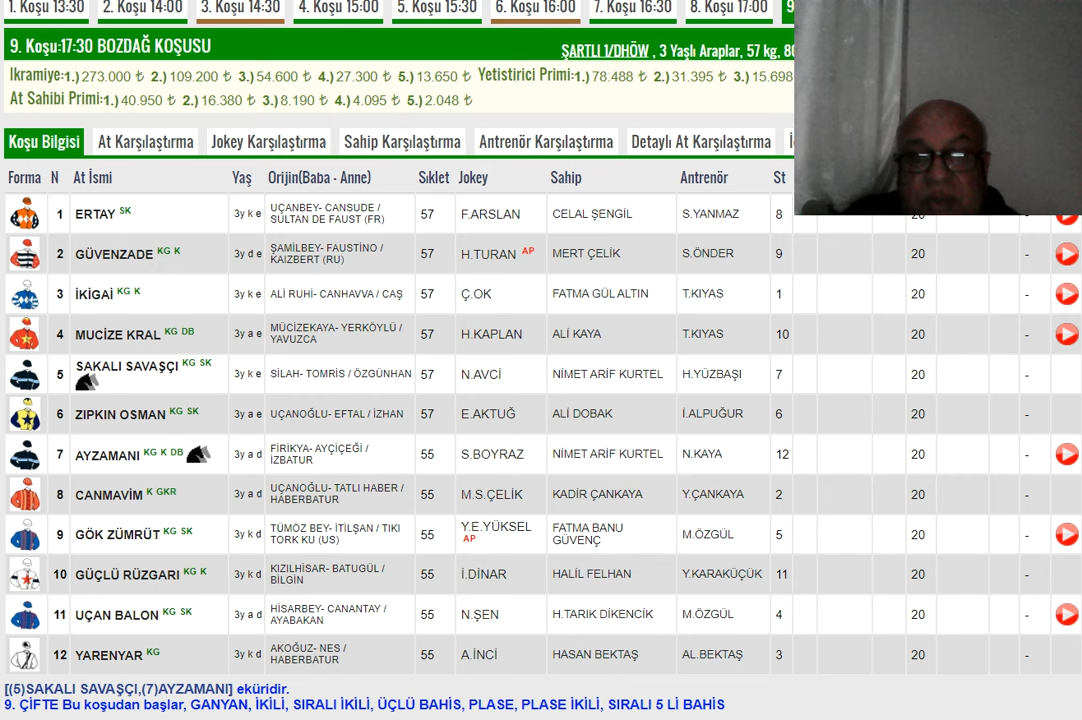 1. Koşu 13:30 2. Koşu 14:00 3. Koşu 14:30 4. Koşu 15:00 5. Koşu 15:30 6. Koşu 16:00 7. Koşu 16:30 8. Koşu 17:00 9
9. Koşu:17:30 BOZDAĞ KOŞUSU ŞARTLI 1/DHÖW , 3 Yaşlı Araplar, 57 kg, 80
İkramiye:1.) 273.000 ₺ 2.) 109.200 ₺ 3.) 54.600 ₺ 4.) 27.300 ₺ 5.) 13.650 ₺ Yetistirici Primi:1.) 78.488 ₺ 2.) 31.395 ₺ 3.) 15.698
At Sahibi Primi:1.) 40.950 ₺ 2.) 16.380 ₺ 3.) 8.190 ₺ 4.) 4.095 ₺ 5.) 2.048 ₺
Koşu Bilgisi At Karşılaştırma Jokey Karşılaştırma Sahip Karşılaştırma Antrenör Karşılaştırma Detaylı At Karşılaştırma
Forma N At İsmi Yaş Orijin(Baba - Anne) Sıklet Jokey Sahip Antrenör St
1 ERTAY SK 3y k e UÇANBEY- CANSUDE / SULTAN DE FAUST (FR) 57 F.ARSLAN CELAL ŞENGİL S.YANMAZ 8 20 -
2 GÜVENZADE KG K 3y d e ŞAMİLBEY- FAUSTİNO / KAIZBERT (RU) 57 H.TURAN AP MERT ÇELİK S.ÖNDER 9 20 -
3 İKİGAİ KG K 3y k e ALİ RUHİ- CANHAVVA / CAŞ 57 Ç.OK FATMA GÜL ALTIN T.KIYAS 1 20 -
4 MUCİZE KRAL KG DB 3y a e MÜCİZEKAYA- YERKÖYLÜ / YAVUZCA 57 H.KAPLAN ALİ KAYA T.KIYAS 10 20 -
5 SAKALI SAVAŞÇI KG SK 3y k e SİLAH- TOMRİS / ÖZGÜNHAN 57 N.AVCİ NİMET ARİF KURTEL H.YÜZBAŞI 7 20 -
6 ZIPKIN OSMAN KG SK 3y a e UÇANOĞLU- EFTAL / İZHAN 57 E.AKTUĞ ALİ DOBAK İ.ALPUĞUR 6 20 -
7 AYZAMANI KG K DB 3y a d FİRİKYA- AYÇİÇEĞİ / İZBATUR 55 S.BOYRAZ NİMET ARİF KURTEL N.KAYA 12 20 -
8 CANMAVİM K GKR 3y a d UÇANOĞLU- TATLI HABER / HABERBATUR 55 M.S.ÇELİK KADİR ÇANKAYA Y.ÇANKAYA 2 20 -
9 GÖK ZÜMRÜT KG SK 3y k d TÜMÖZ BEY- İTİLŞAN / TIKI TORK KU (US) 55 Y.E.YÜKSEL AP FATMA BANU GÜVENÇ M.ÖZGÜL 5 20 -
10 GÜÇLÜ RÜZGARI KG K 3y k d KIZILHİSAR- BATUGÜL / BİLGİN 55 İ.DİNAR HALİL FELHAN Y.KARAKÜÇÜK 11 20 -
11 UÇAN BALON KG SK 3y a d HİSARBEY- CANANTAY / AYABAKAN 55 N.ŞEN H.TARIK DİKENCİK M.ÖZGÜL 4 20 -
12 YARENYAR KG 3y k d AKOĞUZ- NES / HABERBATUR 55 A.İNCİ HASAN BEKTAŞ AL.BEKTAŞ 3 20 -
[(5)SAKALI SAVAŞÇI,(7)AYZAMANI] eküridir.
9. ÇİFTE Bu koşudan başlar, GANYAN, İKİLİ, SIRALI İKİLİ, ÜÇLÜ BAHİS, PLASE, PLASE İKİLİ, SIRALI 5 Lİ BAHİS